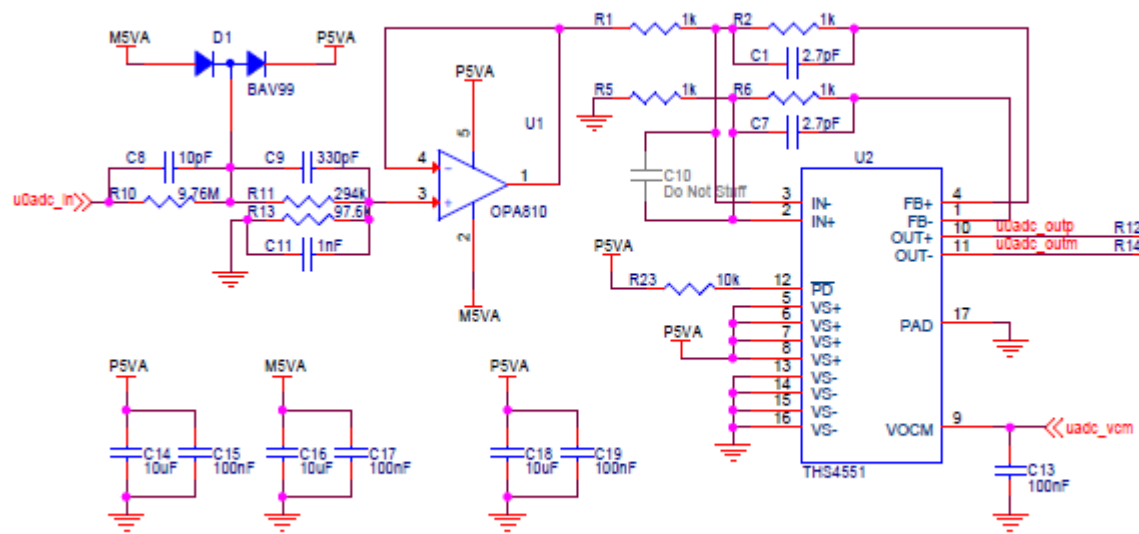 R1 1k
R2 1k
M5VA D1 P5VA
C1 2.7pF
BAV99
P5VA
R5 1k
R6 1k
U1
C7 2.7pF
5
C8 10pF
C9 330pF
4
1
U2
C10
Do Not Stuff
u0adc_in
R10 9.76M
R11 294k
3
R13 97.6k
OPA810
3 IN- FB+ 4
2 IN+ FB- 1
OUT+ 10 u0adc_outp R12
OUT- 11 u0adc_outm R14
C11 1nF
2
P5VA
R23 10k
12 PD
M5VA
5 VS+
6 VS+
PAD 17
7 VS+
P5VA
8 VS+
13 VS-
14 VS-
15 VS-
16 VS-
VOCM 9 uadc_vcm
THS4551
C13
100nF
P5VA
M5VA
P5VA
C14
10uF
C15
100nF
C16
10uF
C17
100nF
C18
10uF
C19
100nF